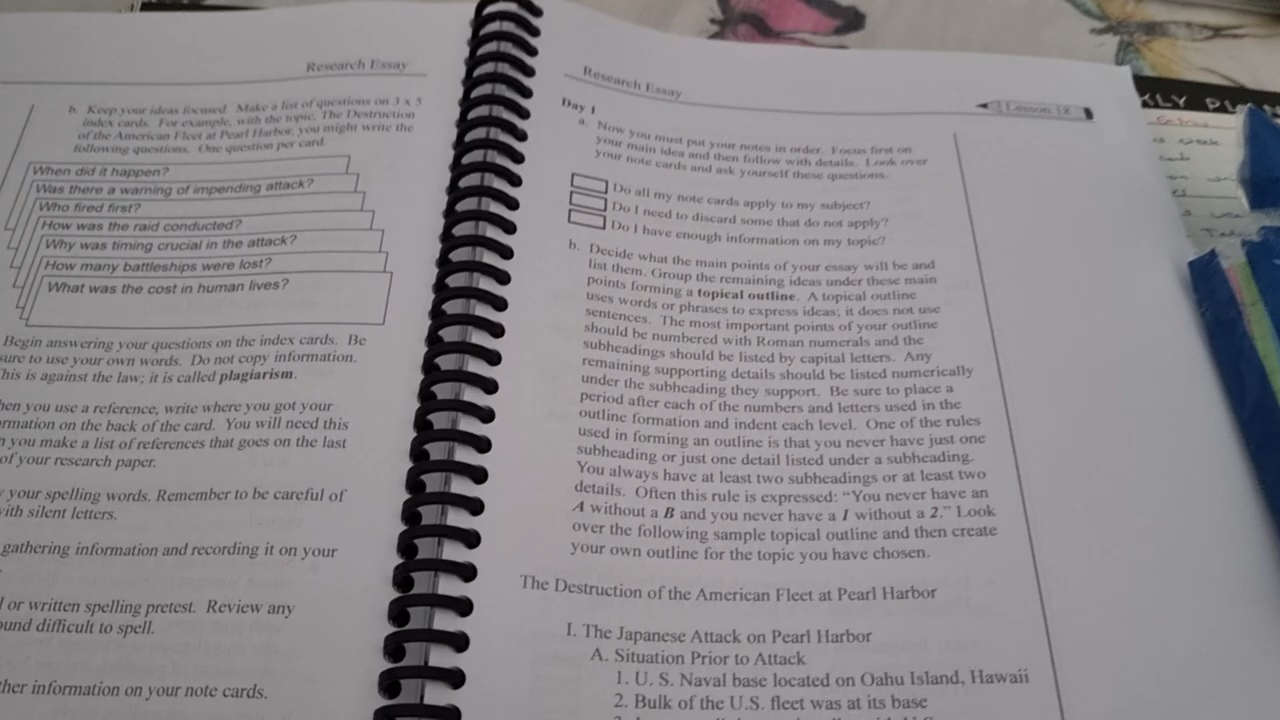 Research Essay
b. Keep your ideas focused. Make a list of questions on 3 x 5
index cards. For example, with the topic, The Destruction
of the American Fleet at Pearl Harbor, you might write the
following questions. One question per card.
When did it happen?
Was there a warning of impending attack?
Who fired first?
How was the raid conducted?
Why was timing crucial in the attack?
How many battleships were lost?
What was the cost in human lives?
Begin answering your questions on the index cards. Be
sure to use your own words. Do not copy information.
This is against the law; it is called plagiarism.
hen you use a reference, write where you got your
ormation on the back of the card. You will need this
n you make a list of references that goes on the last
of your research paper.
your spelling words. Remember to be careful of
with silent letters.
gathering information and recording it on your
or written spelling pretest. Review any
ound difficult to spell.
ther information on your note cards.
Research Essay
Lesson 18
Day 1
a. Now you must put your notes in order. Focus first on
your main idea and then follow with details. Look over
your note cards and ask yourself these questions.
Do all my note cards apply to my subject?
Do I need to discard some that do not apply?
Do I have enough information on my topic?
b. Decide what the main points of your essay will be and
list them. Group the remaining ideas under these main
points forming a topical outline. A topical outline
uses words or phrases to express ideas; it does not use
sentences. The most important points of your outline
should be numbered with Roman numerals and the
subheadings should be listed by capital letters. Any
remaining supporting details should be listed numerically
under the subheading they support. Be sure to place a
period after each of the numbers and letters used in the
outline formation and indent each level. One of the rules
used in forming an outline is that you never have just one
subheading or just one detail listed under a subheading.
You always have at least two subheadings or at least two
details. Often this rule is expressed: “You never have an
A without a B and you never have a 1 without a 2.” Look
over the following sample topical outline and then create
your own outline for the topic you have chosen.
The Destruction of the American Fleet at Pearl Harbor
I. The Japanese Attack on Pearl Harbor
A. Situation Prior to Attack
1. U. S. Naval base located on Oahu Island, Hawaii
2. Bulk of the U.S. fleet was at its base